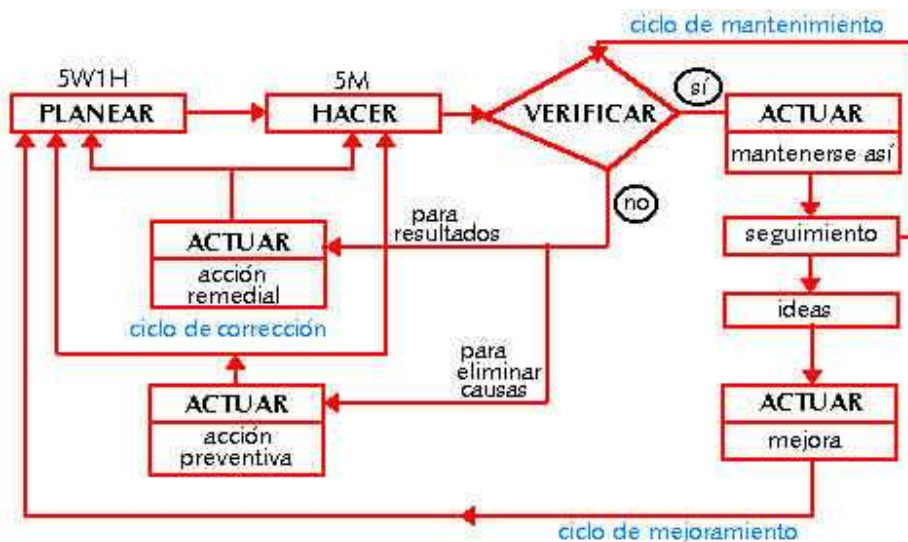 ciclo de mantenimiento
5W1H
5M
PLANEAR
HACER
VERIFICAR
sí
ACTUAR
mantenerse así
no
para
resultados
ACTUAR
acción
remedial
seguimiento
ciclo de corrección
ideas
para
eliminar
causas
ACTUAR
acción
preventiva
ACTUAR
mejora
ciclo de mejoramiento